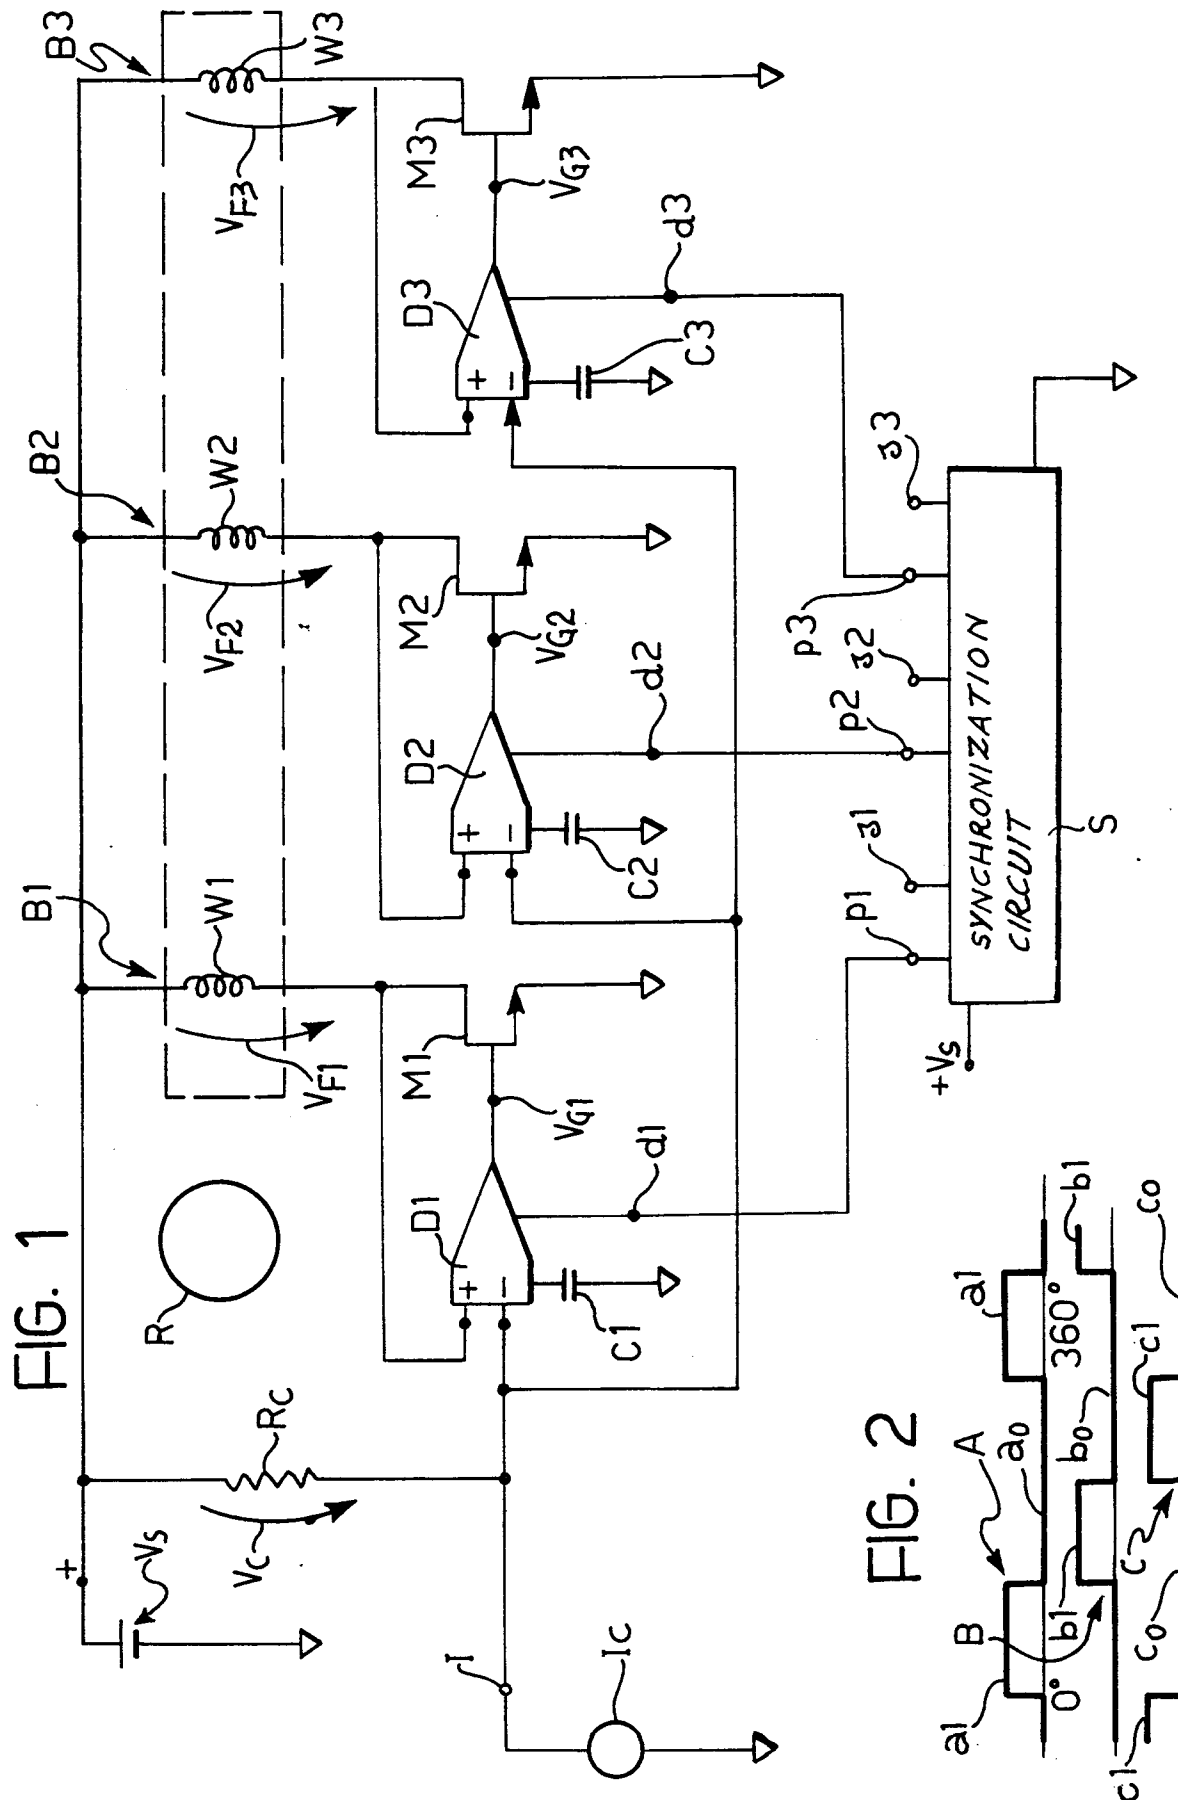 FIG. 1
B1
B2
B3
W1
W2
W3
VF1
VF2
VF3
R
+
VS
VC
RC
M1
M2
M3
D1
D2
D3
+
−
+
−
+
−
VG1
VG2
VG3
C1
C2
C3
d1
d2
d3
I
IC
p1
s1
p2
s2
p3
s3
+VS
SYNCHRONIZATION
CIRCUIT
S
FIG. 2
a1
A
a0
a1
0°
360°
B
b1
b0
b1
c1
c0
C
c1
c0